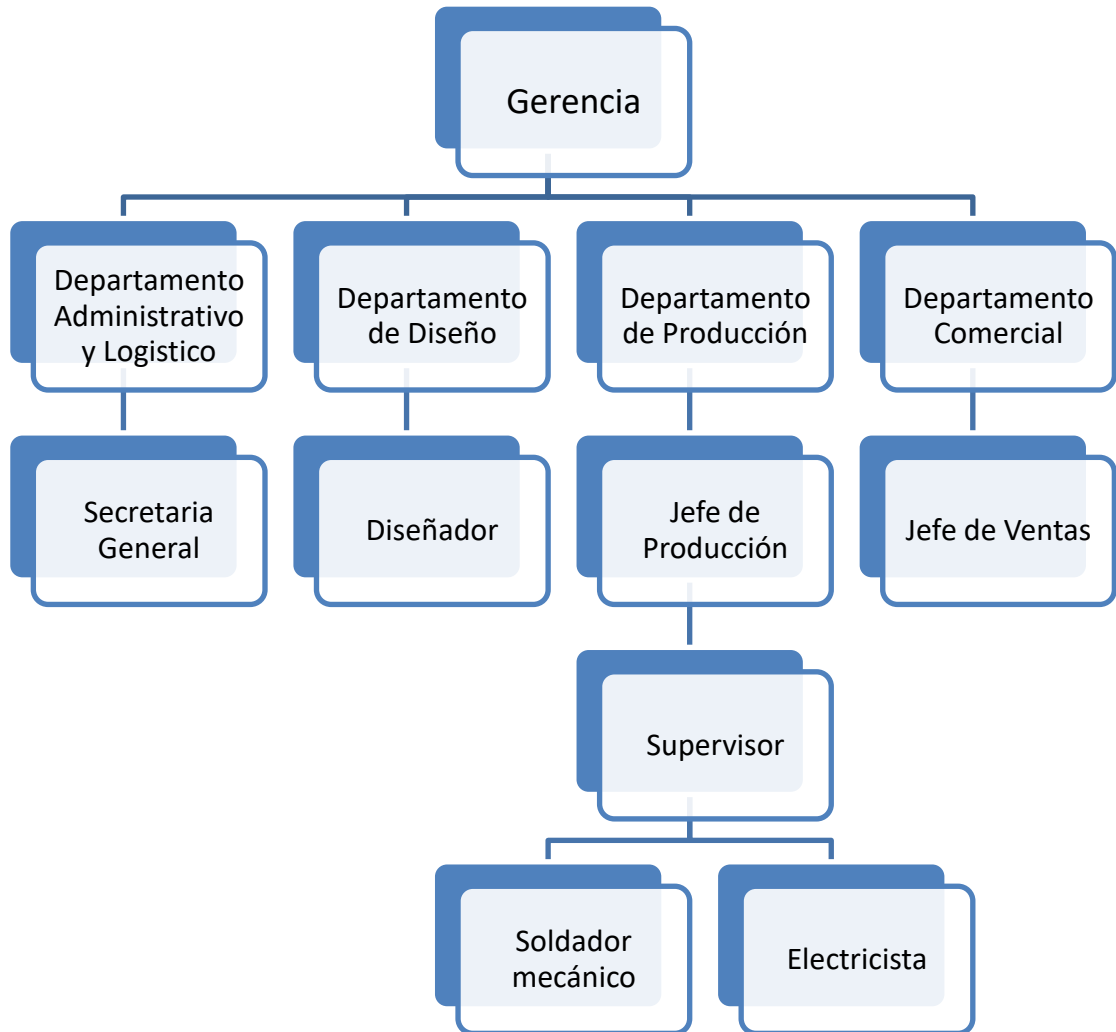 Gerencia
Departamento
Administrativo
y Logistico
Departamento
de Diseño
Departamento
de Producción
Departamento
Comercial
Secretaria
General
Diseñador
Jefe de
Producción
Jefe de Ventas
Supervisor
Soldador
mecánico
Electricista